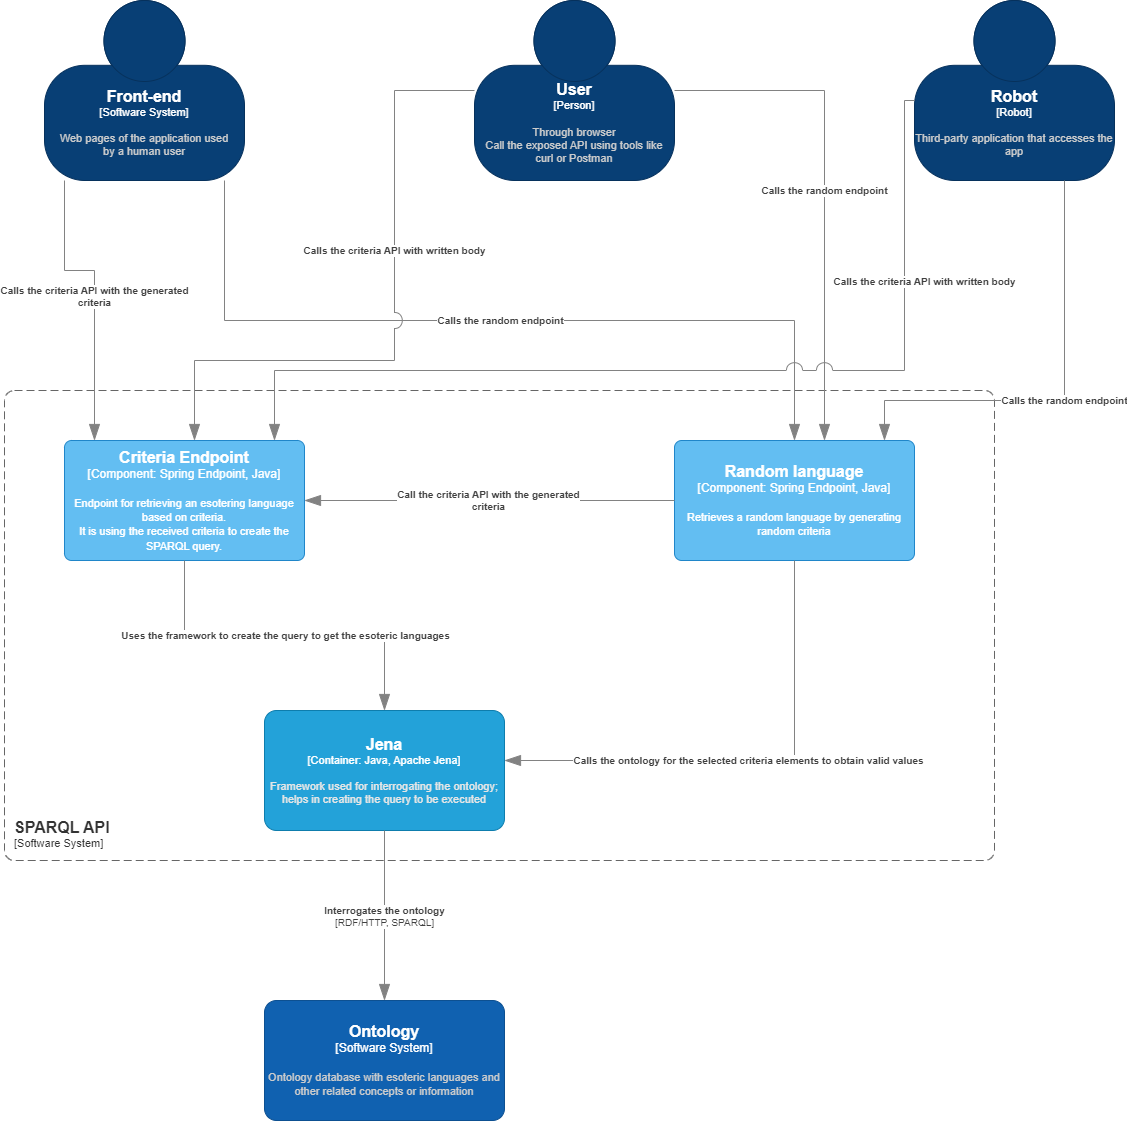 Front-end
[Software System]
Web pages of the application used
by a human user
User
[Person]
Through browser
Call the exposed API using tools like
curl or Postman
Robot
[Robot]
Third-party application that accesses the
app
Calls the random endpoint
Calls the criteria API with written body
Calls the criteria API with written body
Calls the criteria API with the generated
criteria
Calls the random endpoint
Calls the random endpoint
Criteria Endpoint
[Component: Spring Endpoint, Java]
Endpoint for retrieving an esotering language
based on criteria.
It is using the received criteria to create the
SPARQL query.
Call the criteria API with the generated
criteria
Random language
[Component: Spring Endpoint, Java]
Retrieves a random language by generating
random criteria
Uses the framework to create the query to get the esoteric languages
Jena
[Container: Java, Apache Jena]
Framework used for interrogating the ontology;
helps in creating the query to be executed
Calls the ontology for the selected criteria elements to obtain valid values
SPARQL API
[Software System]
Interrogates the ontology
[RDF/HTTP, SPARQL]
Ontology
[Software System]
Ontology database with esoteric languages and
other related concepts or information